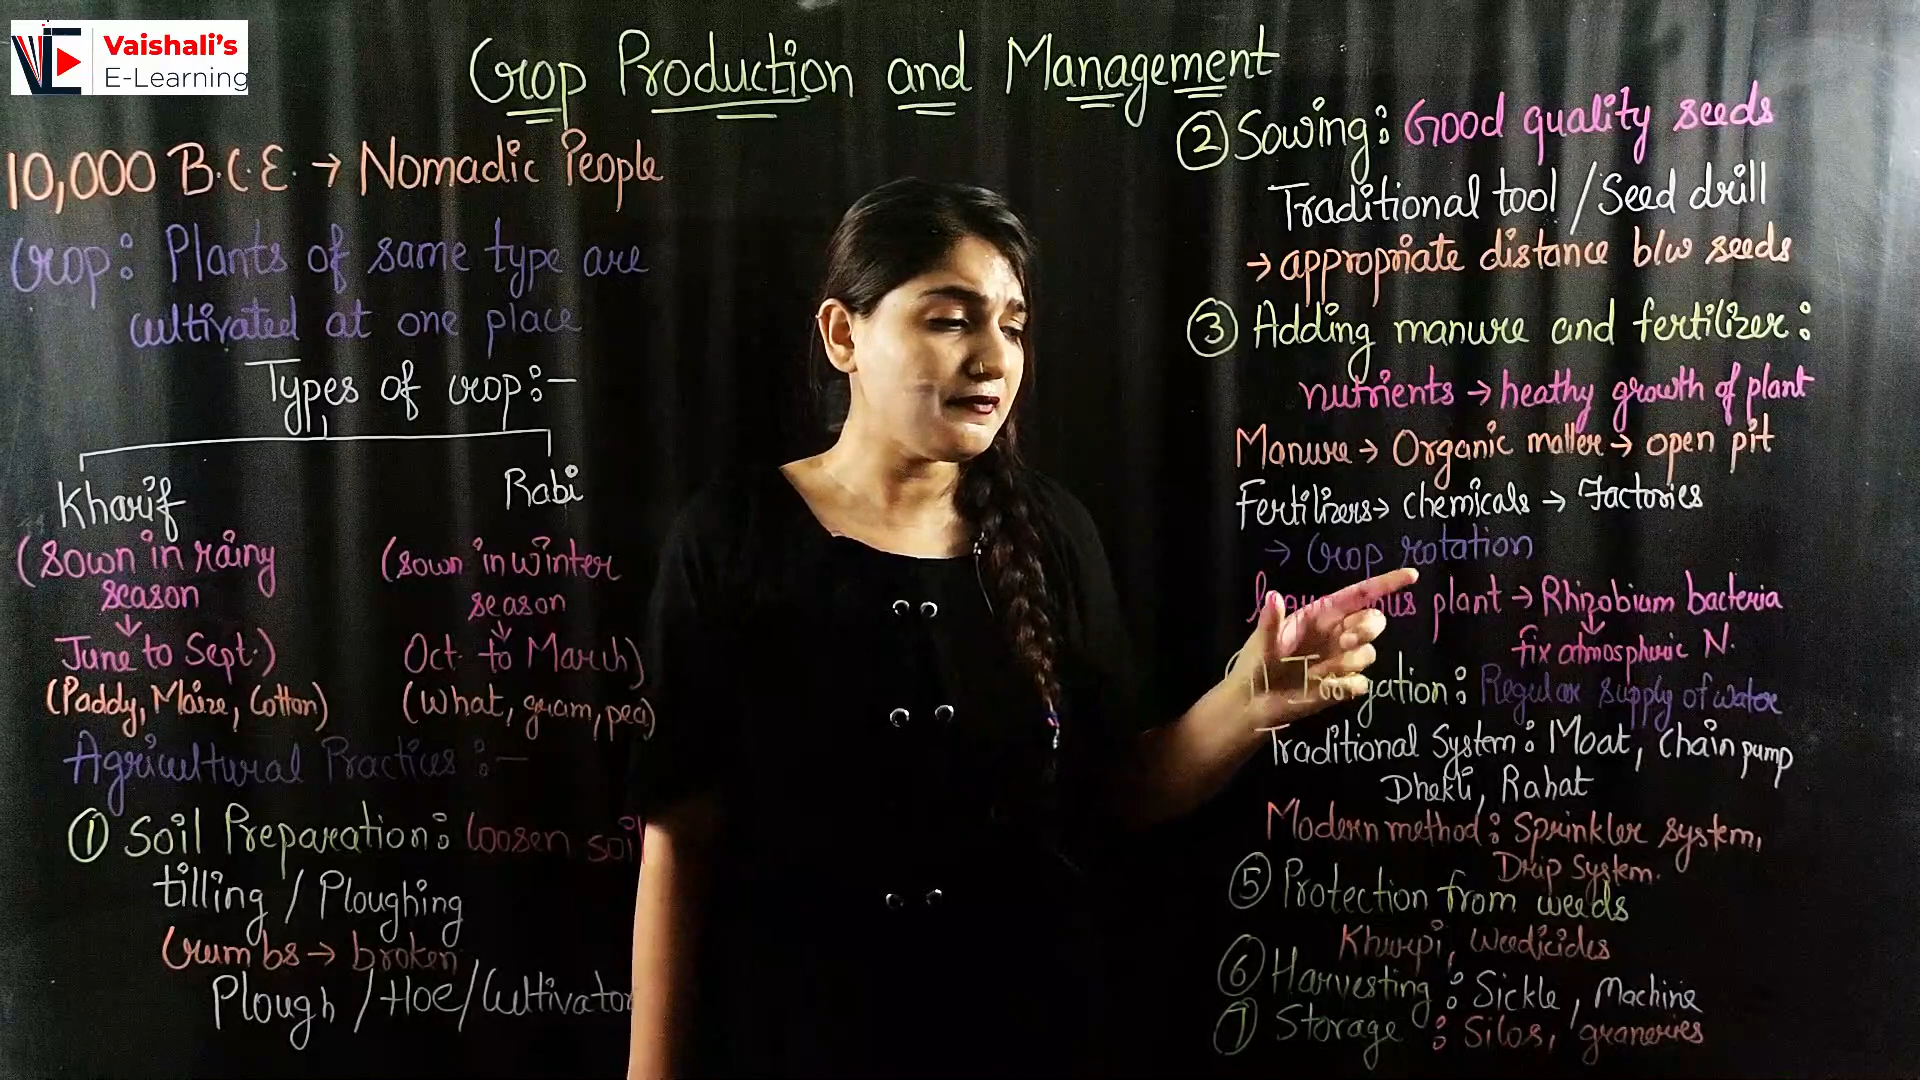 Vaishali's
E-Learning
Crop Production and Management
10,000 B.C.E. → Nomadic People
Crop: Plants of same type are
cultivated at one place
Types of crop:-
Kharif
(sown in rainy
season
June to Sept.)
(Paddy, Maize, Cotton)
Rabi
(sown in winter
season
Oct. to March)
(What, gram, pea)
Agricultural Practices :-
① Soil Preparation: loosen soil
tilling / Ploughing
Crumbs → broken
Plough / Hoe / Cultivator
② Sowing: Good quality seeds
Traditional tool / Seed drill
→ appropriate distance b/w seeds
③ Adding manure and fertilizer:
nutrients → heathy growth of plant
Manure → Organic matter → open pit
Fertilizers → chemicals → Factories
→ Crop rotation
plant → Rhizobium bacteria
fix atmospheric N.
Irrigation: Regular supply of water
Traditional System: Moat, Chain pump
Dhekli, Rahat
Modern method: Sprinkler system,
Drip System.
⑤ Protection from weeds
Khurpi, weedicides
⑥ Harvesting : Sickle, Machine
⑦ Storage : Silos, graneries